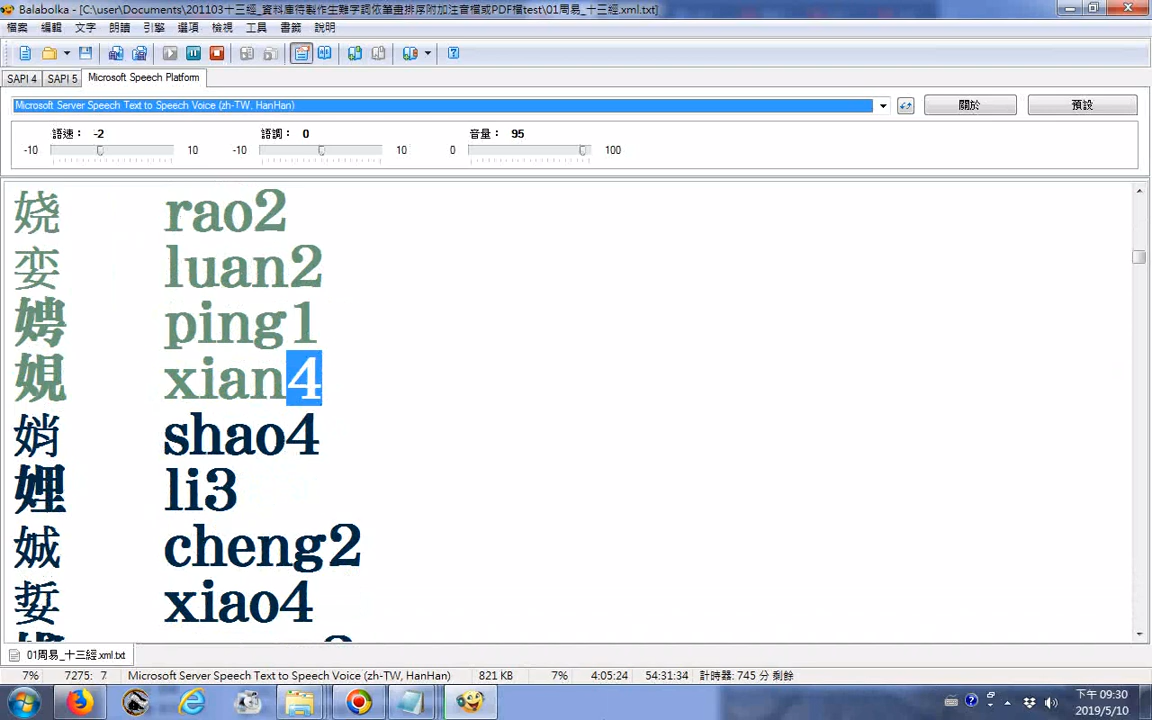 Balabolka - [C:\user\Documents\201103十三經_資料庫待製作生難字詞依筆畫排序附加注音檔或PDF檔test\01周易_十三經.xml.txt]
檔案 編輯 文字 朗讀 引擎 選項 檢視 工具 書籤 說明
SAPI 4 SAPI 5 Microsoft Speech Platform
Microsoft Server Speech Text to Speech Voice (zh-TW, HanHan) 關於 預設
語速： -2 語調： 0 音量： 95
-10 10 -10 10 0 100
娆 rao2
娈 luan2
娉 ping1
娊 xian4
娋 shao4
娌 li3
娍 cheng2
娎 xiao4
01周易_十三經.xml.txt
7% 7275: 7 Microsoft Server Speech Text to Speech Voice (zh-TW, HanHan) 821 KB 7% 4:05:24 54:31:34 計時器: 745 分 剩餘
下午 09:30
2019/5/10